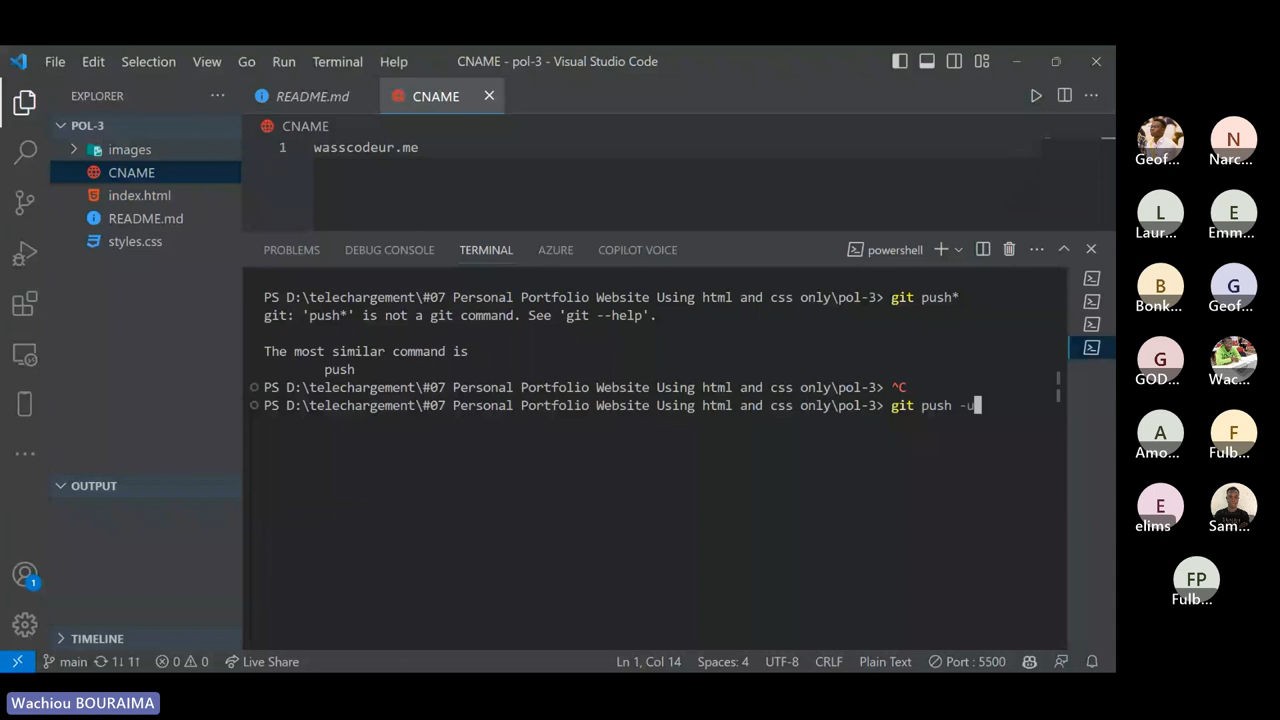 File Edit Selection View Go Run Terminal Help CNAME - pol-3 - Visual Studio Code
EXPLORER
README.md
CNAME
POL-3
images
CNAME
index.html
README.md
styles.css
OUTPUT
TIMELINE
CNAME
1 wasscodeur.me
PROBLEMS DEBUG CONSOLE TERMINAL AZURE COPILOT VOICE powershell
PS D:\telechargement\#07 Personal Portfolio Website Using html and css only\pol-3> git push*
git: 'push*' is not a git command. See 'git --help'.
The most similar command is
push
PS D:\telechargement\#07 Personal Portfolio Website Using html and css only\pol-3> ^C
PS D:\telechargement\#07 Personal Portfolio Website Using html and css only\pol-3> git push -u
1
main 1↓ 1↑ 0 0 Live Share Ln 1, Col 14 Spaces: 4 UTF-8 CRLF Plain Text Port : 5500
Geof...
N
Narc...
L
Laur...
E
Emm...
B
Bonk...
G
Geof...
G
GOD...
Wac...
A
Amo...
F
Fulb...
E
elims
Sam...
FP
Fulb...
Wachiou BOURAIMA